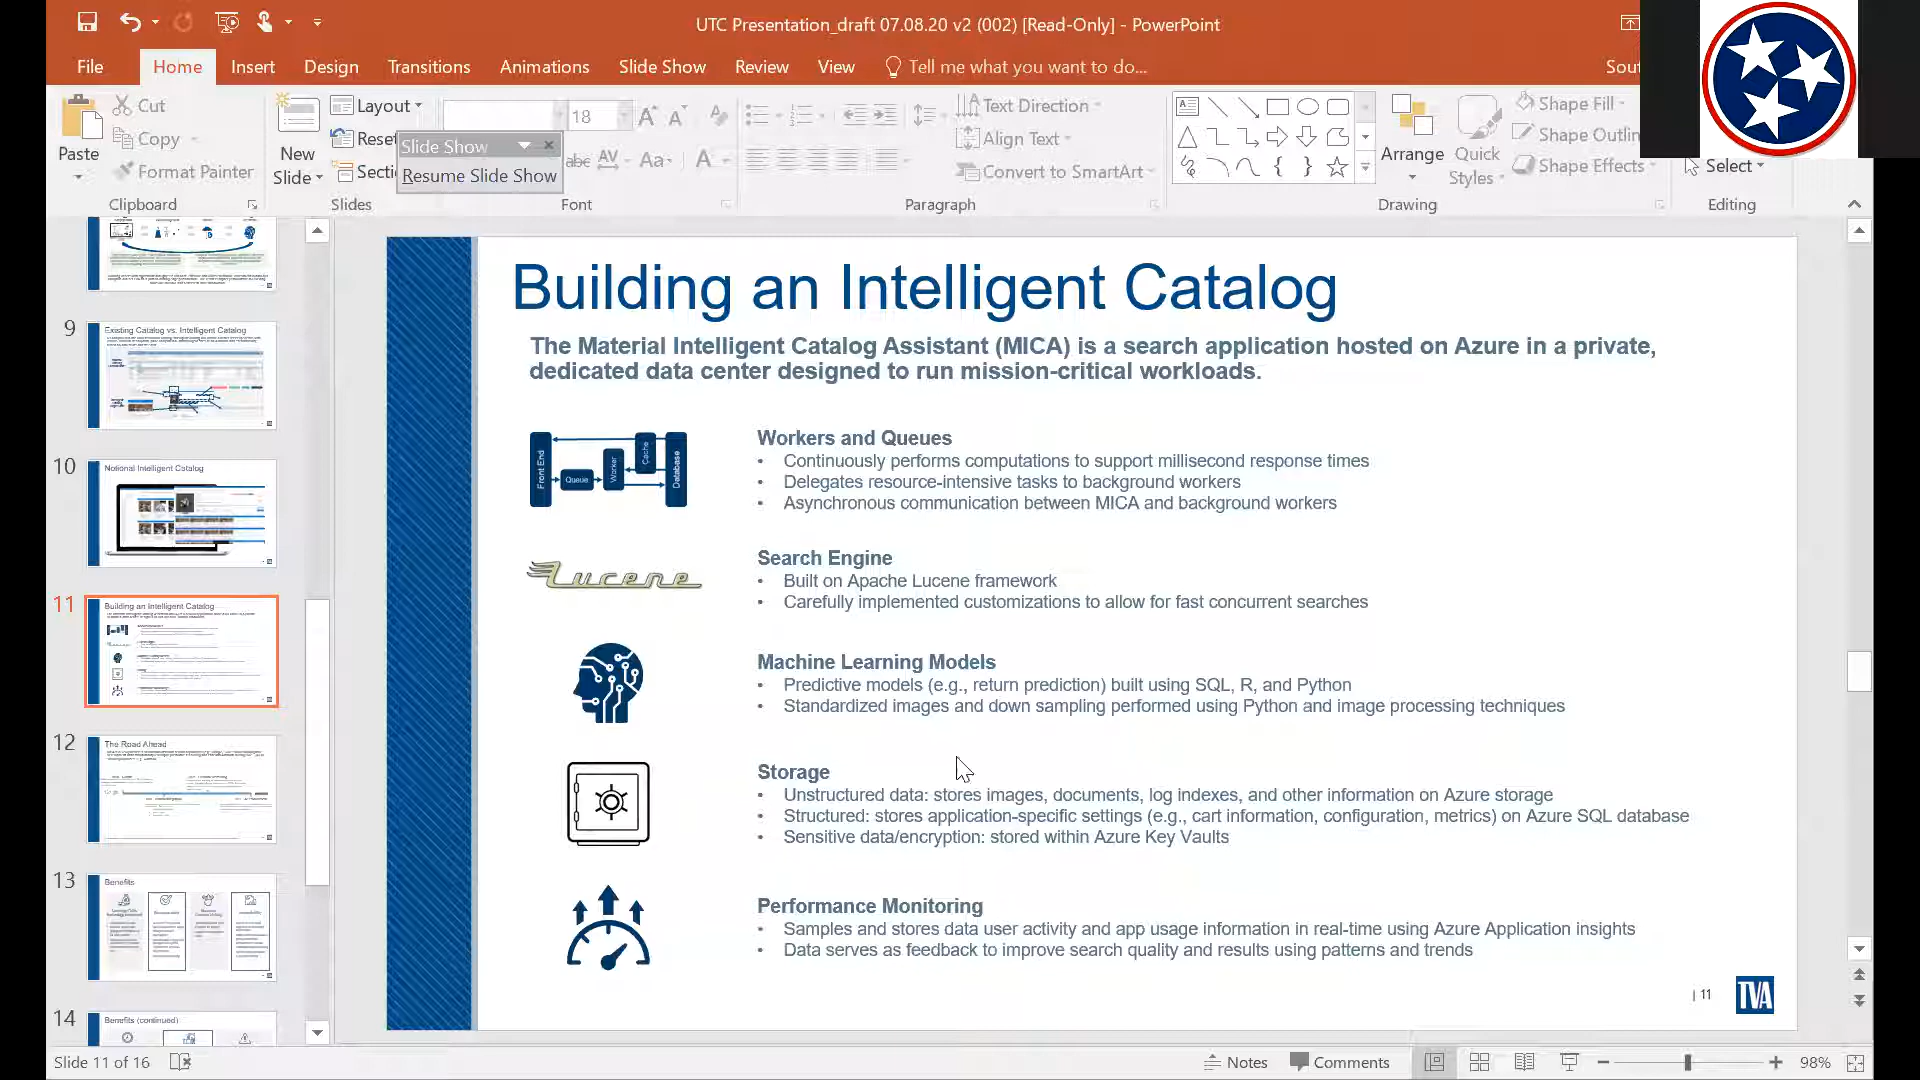 UTC Presentation_draft 07.08.20 v2 (002) [Read-Only] - PowerPoint
File Home Insert Design Transitions Animations Slide Show Review View Tell me what you want to do...
Paste
Cut
Copy
Format Painter
Clipboard
New Slide
Layout
Reset
Slides
Slide Show
Resume Slide Show
18
abc AV Aa A
Font
Text Direction
Align Text
Convert to SmartArt
Paragraph
Arrange
Quick Styles
Shape Fill
Shape Outlin
Shape Effects
Drawing
Select
Editing
9
Existing Catalog vs. Intelligent Catalog
10
Notional Intelligent Catalog
11
Building an Intelligent Catalog
12
The Road Ahead
13
Benefits
14
Benefits (continued)
Building an Intelligent Catalog
The Material Intelligent Catalog Assistant (MICA) is a search application hosted on Azure in a private,
dedicated data center designed to run mission-critical workloads.
Front End
Queue
Worker
Cache
Database
Workers and Queues
• Continuously performs computations to support millisecond response times
• Delegates resource-intensive tasks to background workers
• Asynchronous communication between MICA and background workers
Lucene
Search Engine
• Built on Apache Lucene framework
• Carefully implemented customizations to allow for fast concurrent searches
Machine Learning Models
• Predictive models (e.g., return prediction) built using SQL, R, and Python
• Standardized images and down sampling performed using Python and image processing techniques
Storage
• Unstructured data: stores images, documents, log indexes, and other information on Azure storage
• Structured: stores application-specific settings (e.g., cart information, configuration, metrics) on Azure SQL database
• Sensitive data/encryption: stored within Azure Key Vaults
Performance Monitoring
• Samples and stores data user activity and app usage information in real-time using Azure Application insights
• Data serves as feedback to improve search quality and results using patterns and trends
| 11
TVA
Slide 11 of 16
Notes
Comments
98%